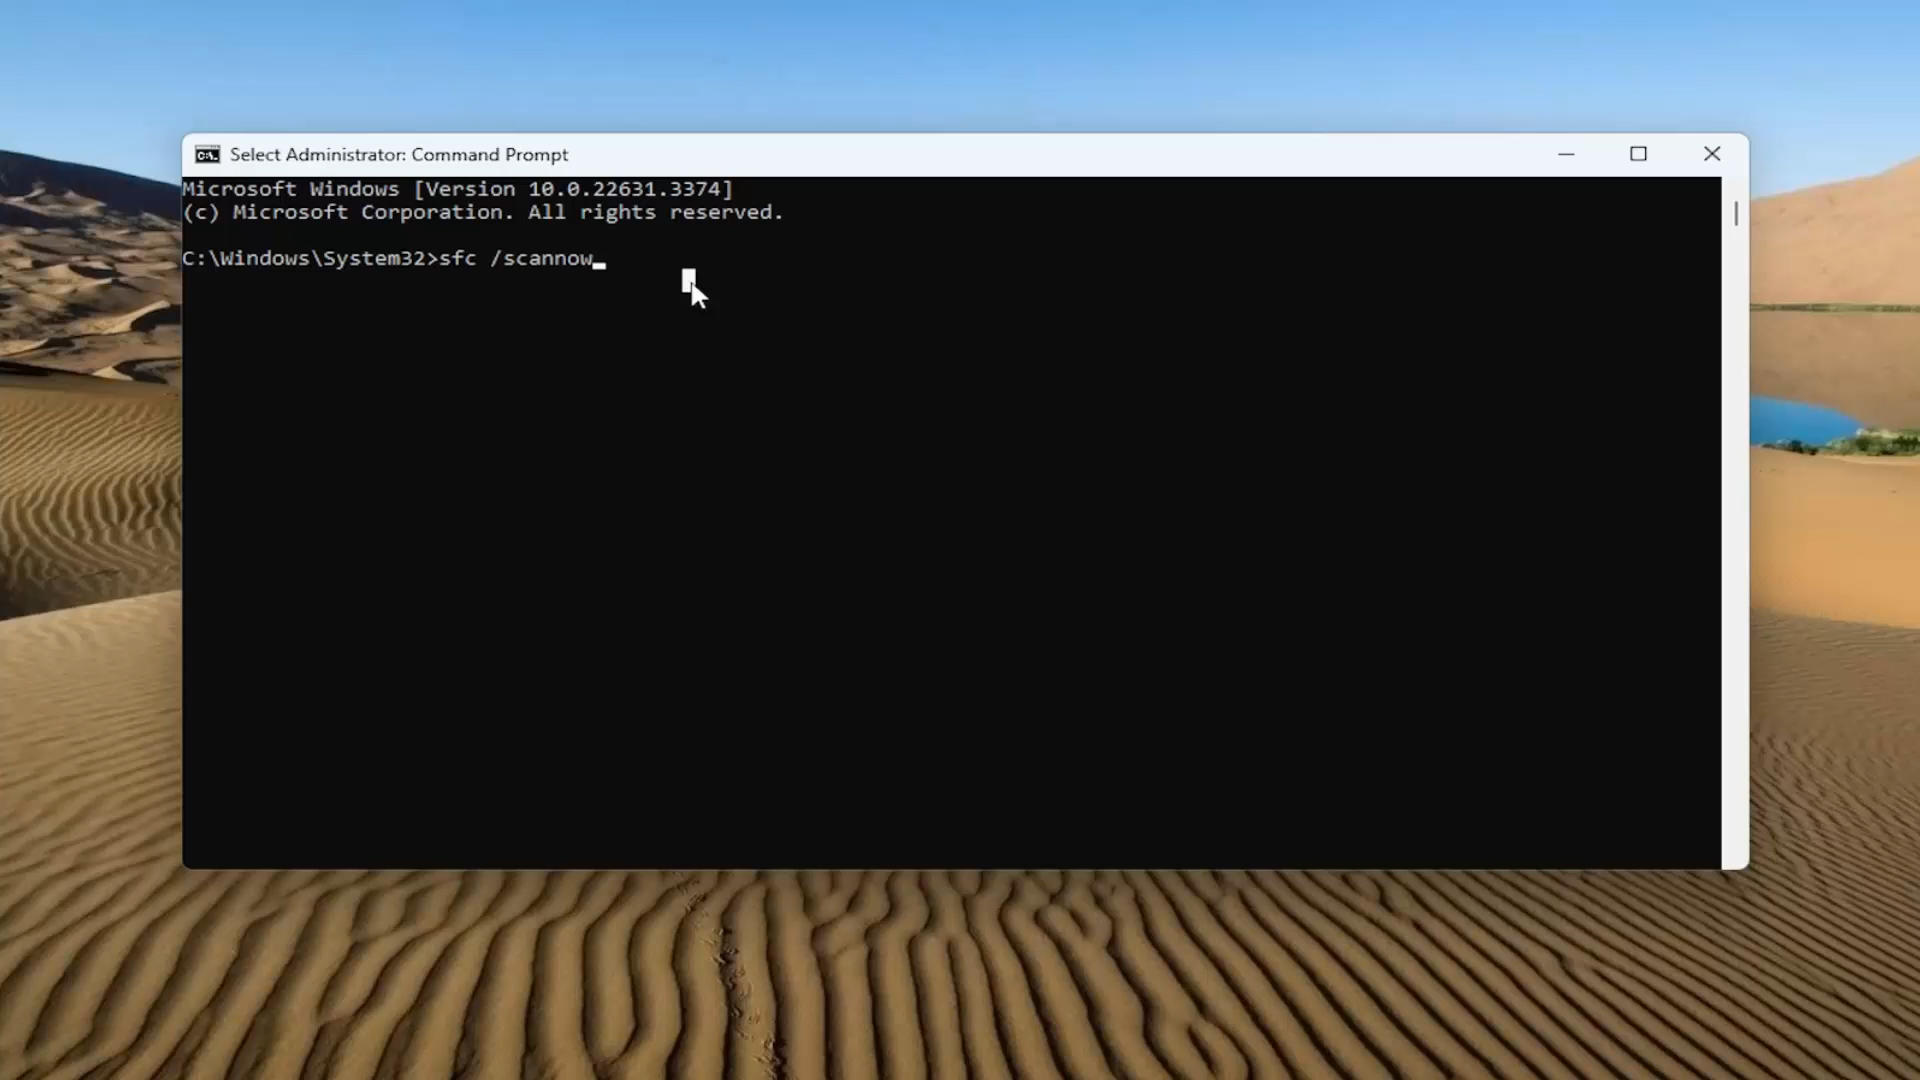 Select Administrator: Command Prompt
Microsoft Windows [Version 10.0.22631.3374]
(c) Microsoft Corporation. All rights reserved.
C:\Windows\System32>sfc /scannow